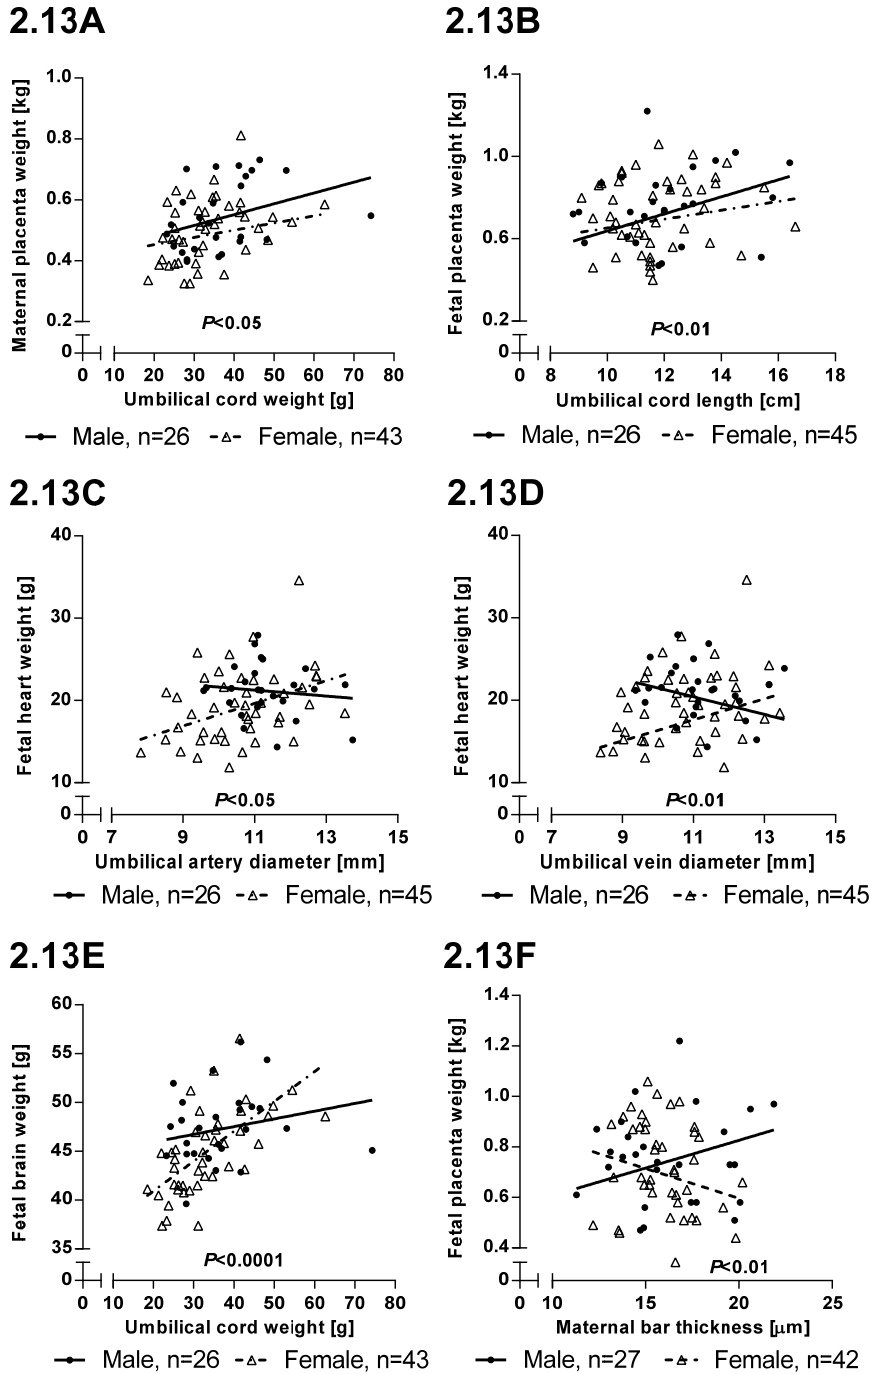 2.13A
Maternal placenta weight [kg]
1.0
0.8
0.6
0.4
0.2
0
P<0.05
0 10 20 30 40 50 60 70 80
Umbilical cord weight [g]
Male, n=26 Female, n=43
2.13B
Fetal placenta weight [kg]
1.4
1.0
0.6
0.2
0
P<0.01
0 8 10 12 14 16 18
Umbilical cord length [cm]
Male, n=26 Female, n=45
2.13C
Fetal heart weight [g]
40
30
20
10
0
P<0.05
0 7 9 11 13 15
Umbilical artery diameter [mm]
Male, n=26 Female, n=45
2.13D
Fetal heart weight [g]
40
30
20
10
0
P<0.01
0 7 9 11 13 15
Umbilical vein diameter [mm]
Male, n=26 Female, n=45
2.13E
Fetal brain weight [g]
60
55
50
45
40
35
0
P<0.0001
0 10 20 30 40 50 60 70 80
Umbilical cord weight [g]
Male, n=26 Female, n=43
2.13F
Fetal placenta weight [kg]
1.4
1.2
1.0
0.8
0.6
0.4
0
P<0.01
0 10 15 20 25
Maternal bar thickness [μm]
Male, n=27 Female, n=42